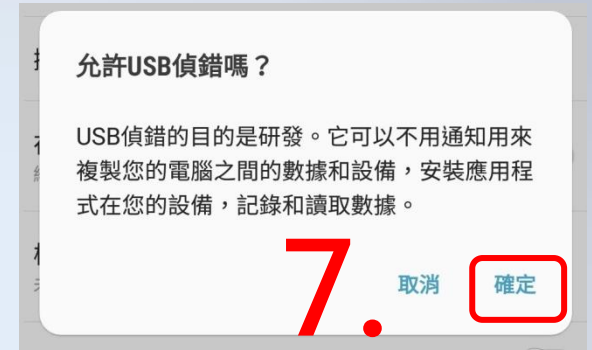 允許USB偵錯嗎？
USB偵錯的目的是研發。它可以不用通知用來
複製您的電腦之間的數據和設備，安裝應用程
式在您的設備，記錄和讀取數據。
7.
取消 確定